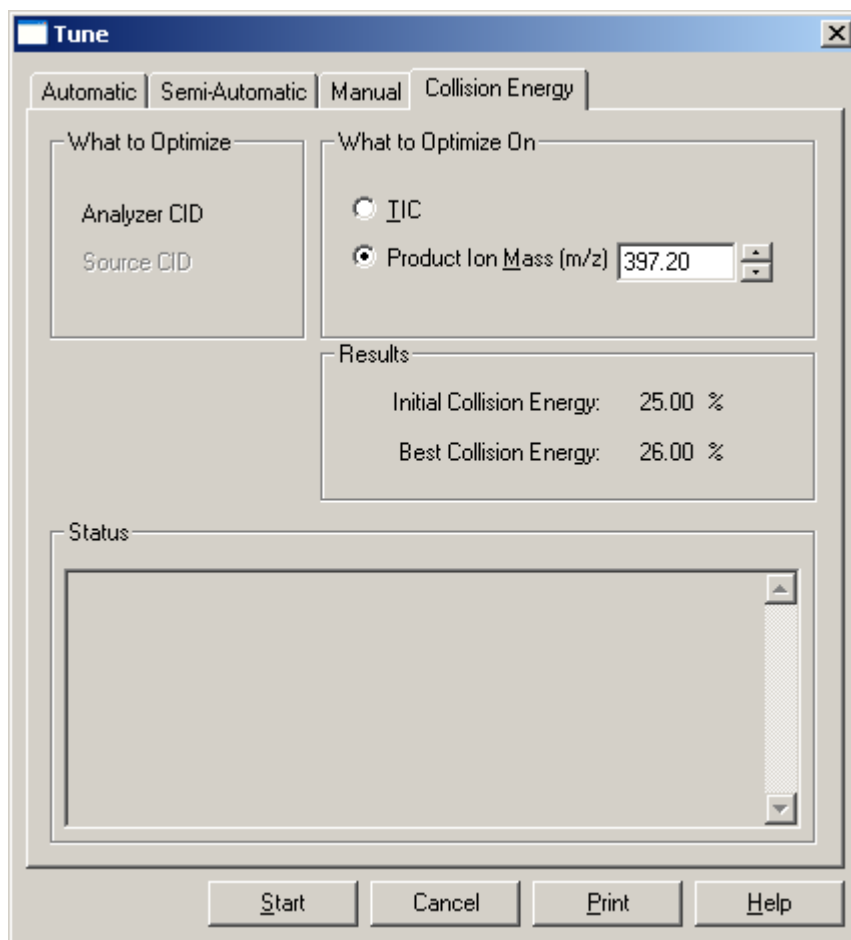 Tune
Automatic Semi-Automatic Manual Collision Energy
What to Optimize
Analyzer CID
Source CID
What to Optimize On
TIC
Product Ion Mass (m/z) 397.20
Results
Initial Collision Energy: 25.00 %
Best Collision Energy: 26.00 %
Status
Start Cancel Print Help